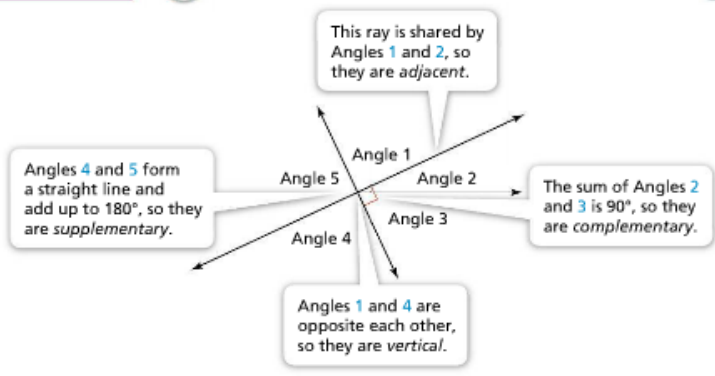 This ray is shared by
Angles 1 and 2, so
they are adjacent.
Angle 1
Angles 4 and 5 form
a straight line and
add up to 180°, so they
are supplementary.
Angle 5
Angle 2
The sum of Angles 2
and 3 is 90°, so they
are complementary.
Angle 3
Angle 4
Angles 1 and 4 are
opposite each other,
so they are vertical.